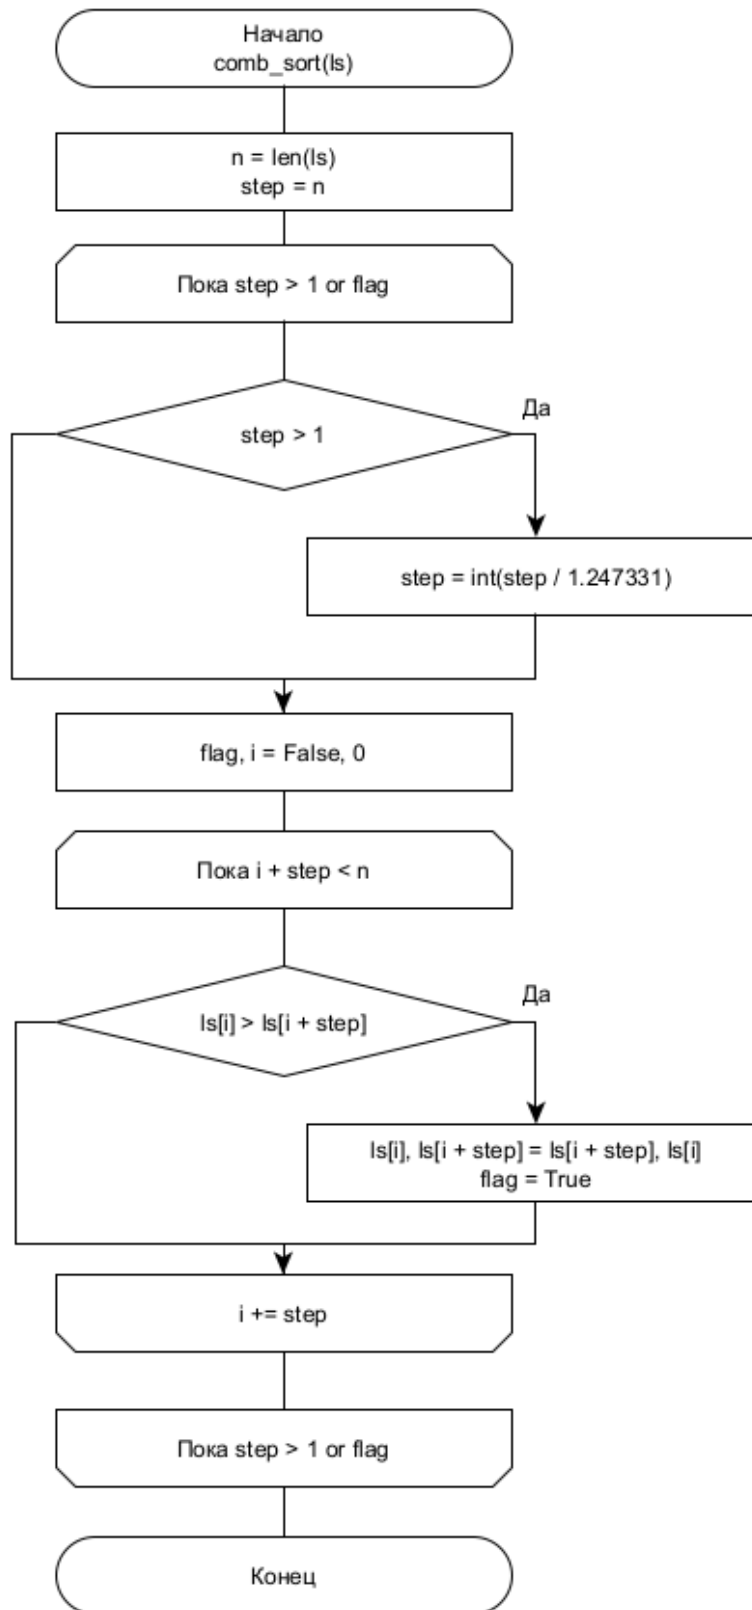 Начало
comb_sort(ls)
n = len(ls)
step = n
Пока step > 1 or flag
step > 1
Да
step = int(step / 1.247331)
flag, i = False, 0
Пока i + step < n
ls[i] > ls[i + step]
Да
ls[i], ls[i + step] = ls[i + step], ls[i]
flag = True
i += step
Пока step > 1 or flag
Конец